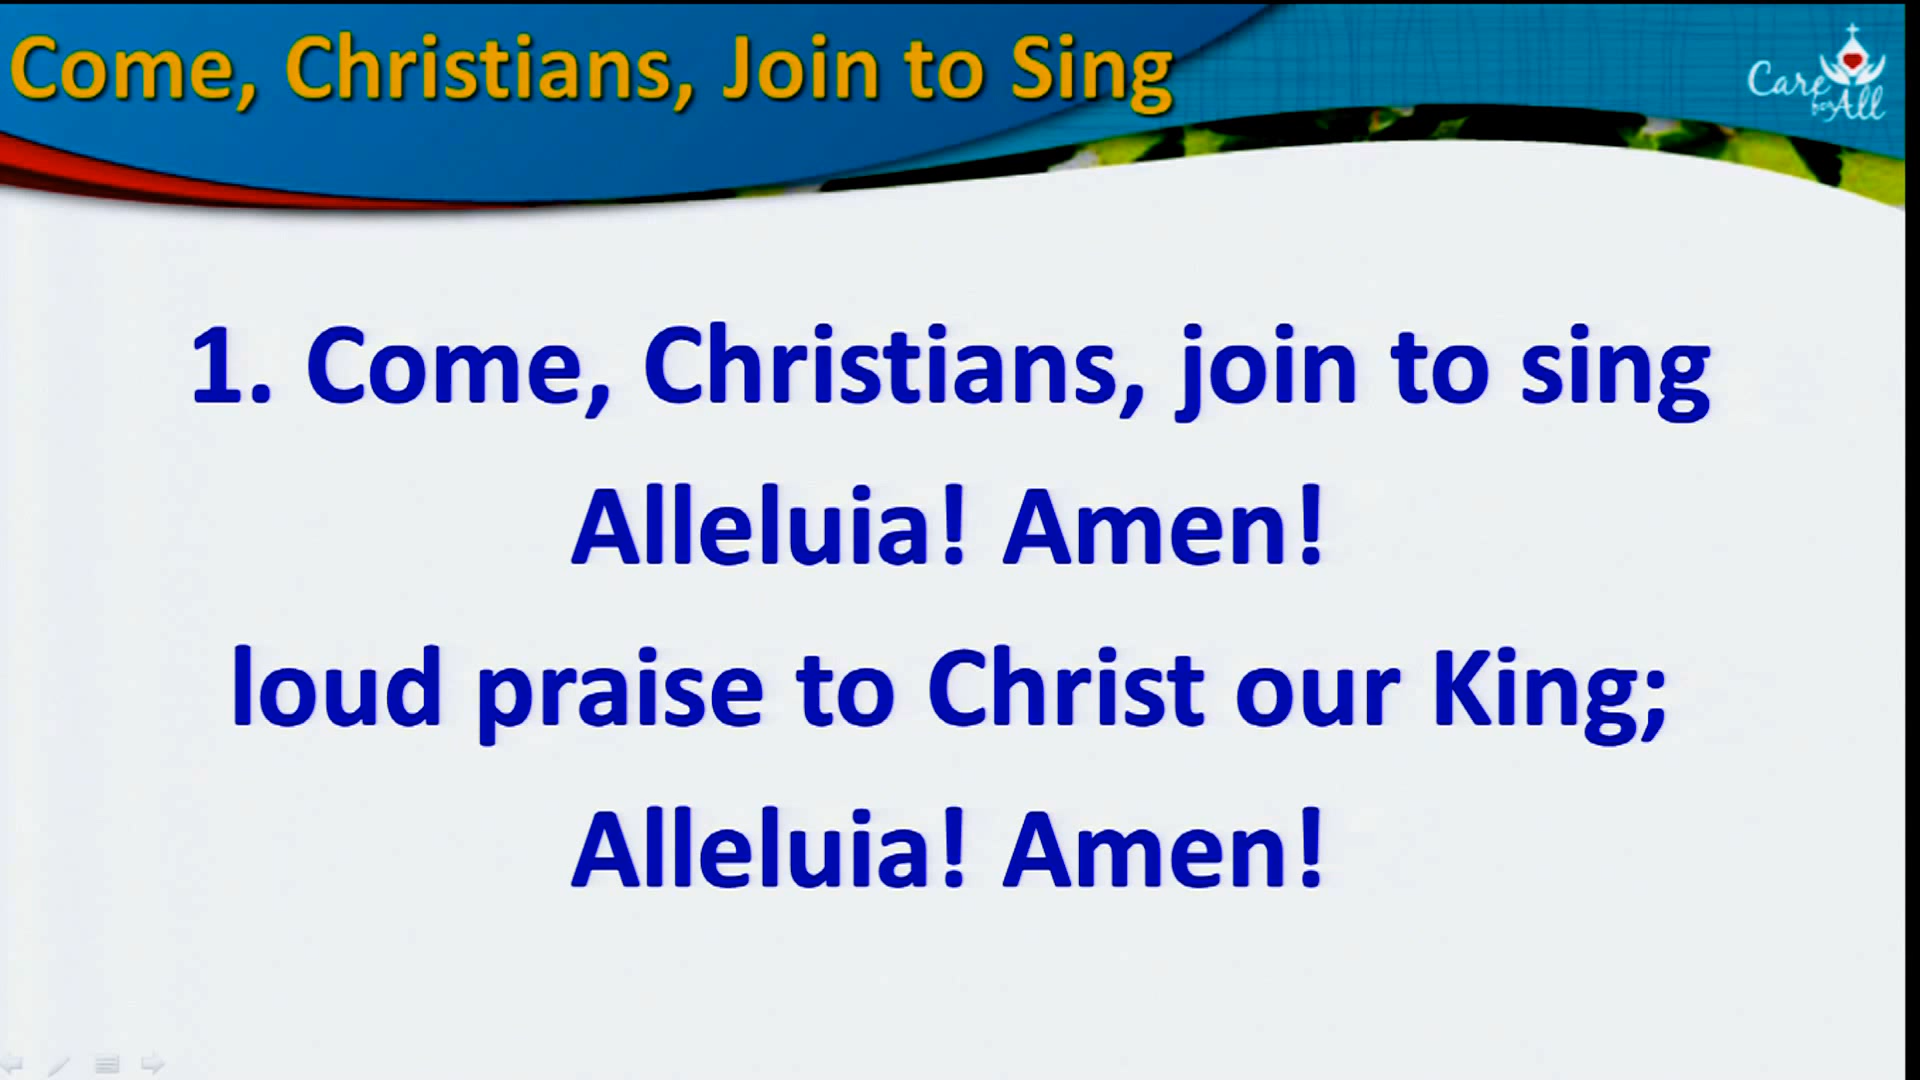 Come, Christians, Join to Sing
Care
for All
1. Come, Christians, join to sing
Alleluia! Amen!
loud praise to Christ our King;
Alleluia! Amen!